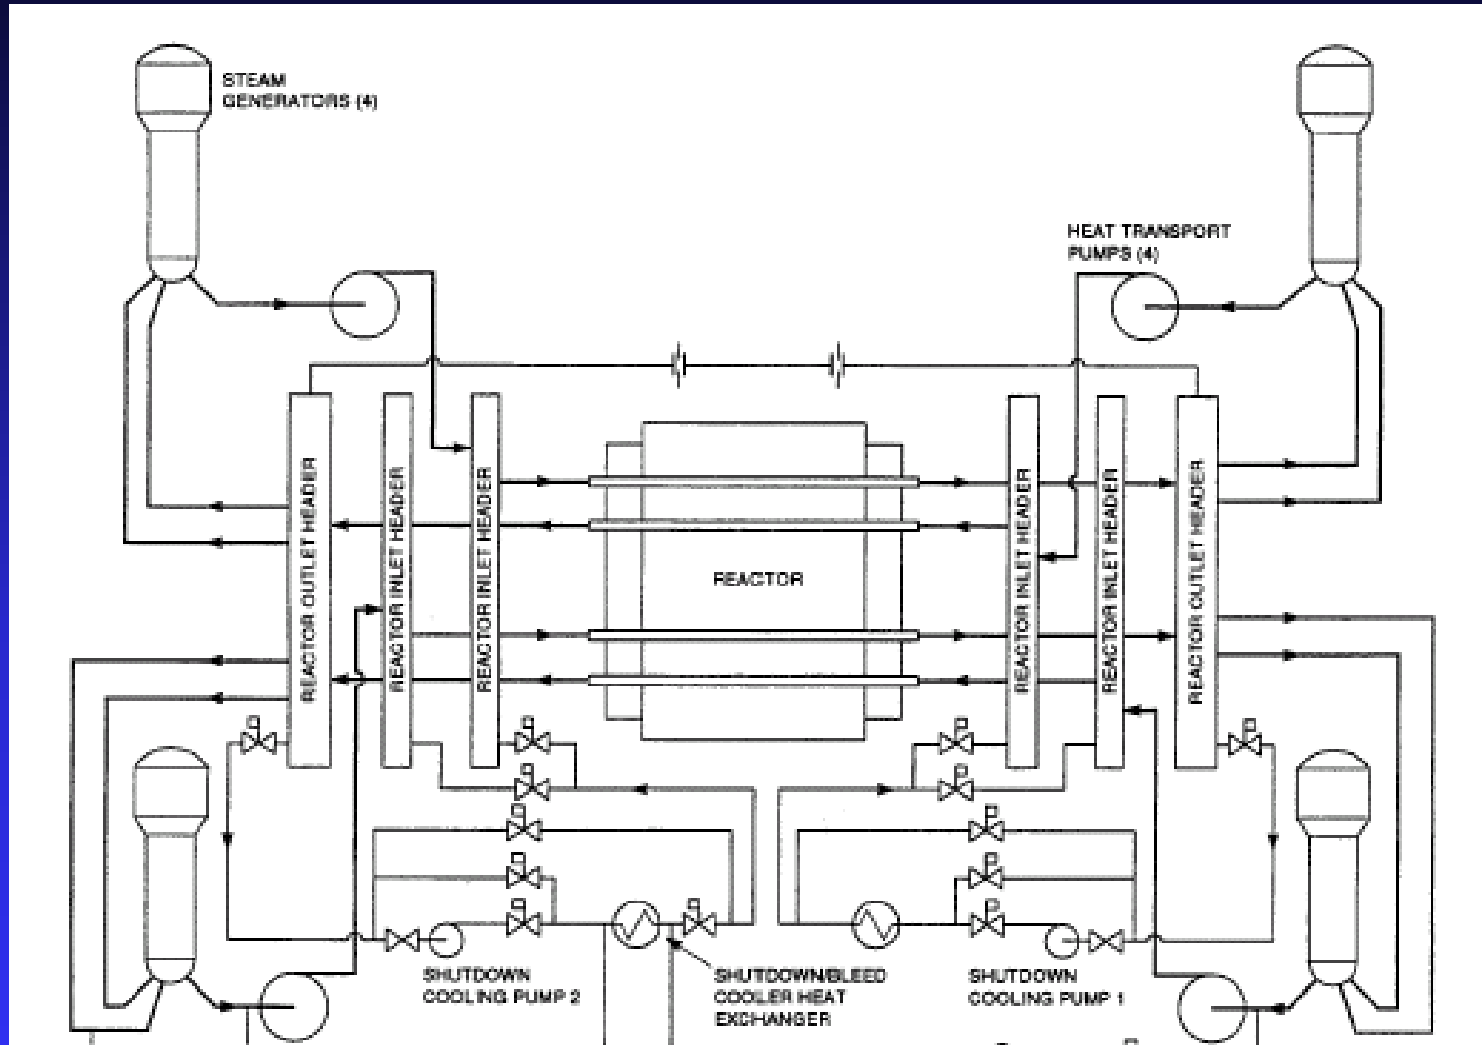 STEAM
GENERATORS (4)
HEAT TRANSPORT
PUMPS (4)
REACTOR OUTLET HEADER
REACTOR INLET HEADER
REACTOR INLET HEADER
REACTOR
REACTOR INLET HEADER
REACTOR INLET HEADER
REACTOR OUTLET HEADER
SHUTDOWN
COOLING PUMP 2
SHUTDOWN/BLEED
COOLER HEAT
EXCHANGER
SHUTDOWN
COOLING PUMP 1